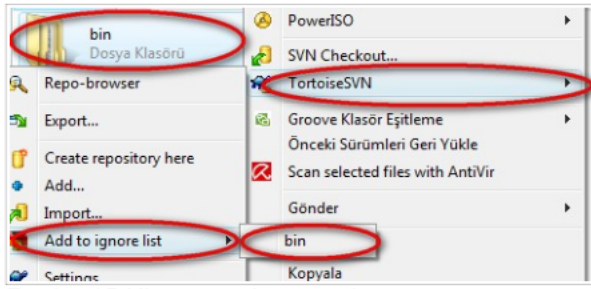 bin
Dosya Klasörü
Repo-browser
Export...
Create repository here
Add...
Import...
Add to ignore list
Settings
PowerISO
SVN Checkout...
TortoiseSVN
Groove Klasör Eşitleme
Önceki Sürümleri Geri Yükle
Scan selected files with AntiVir
Gönder
bin
Kopyala